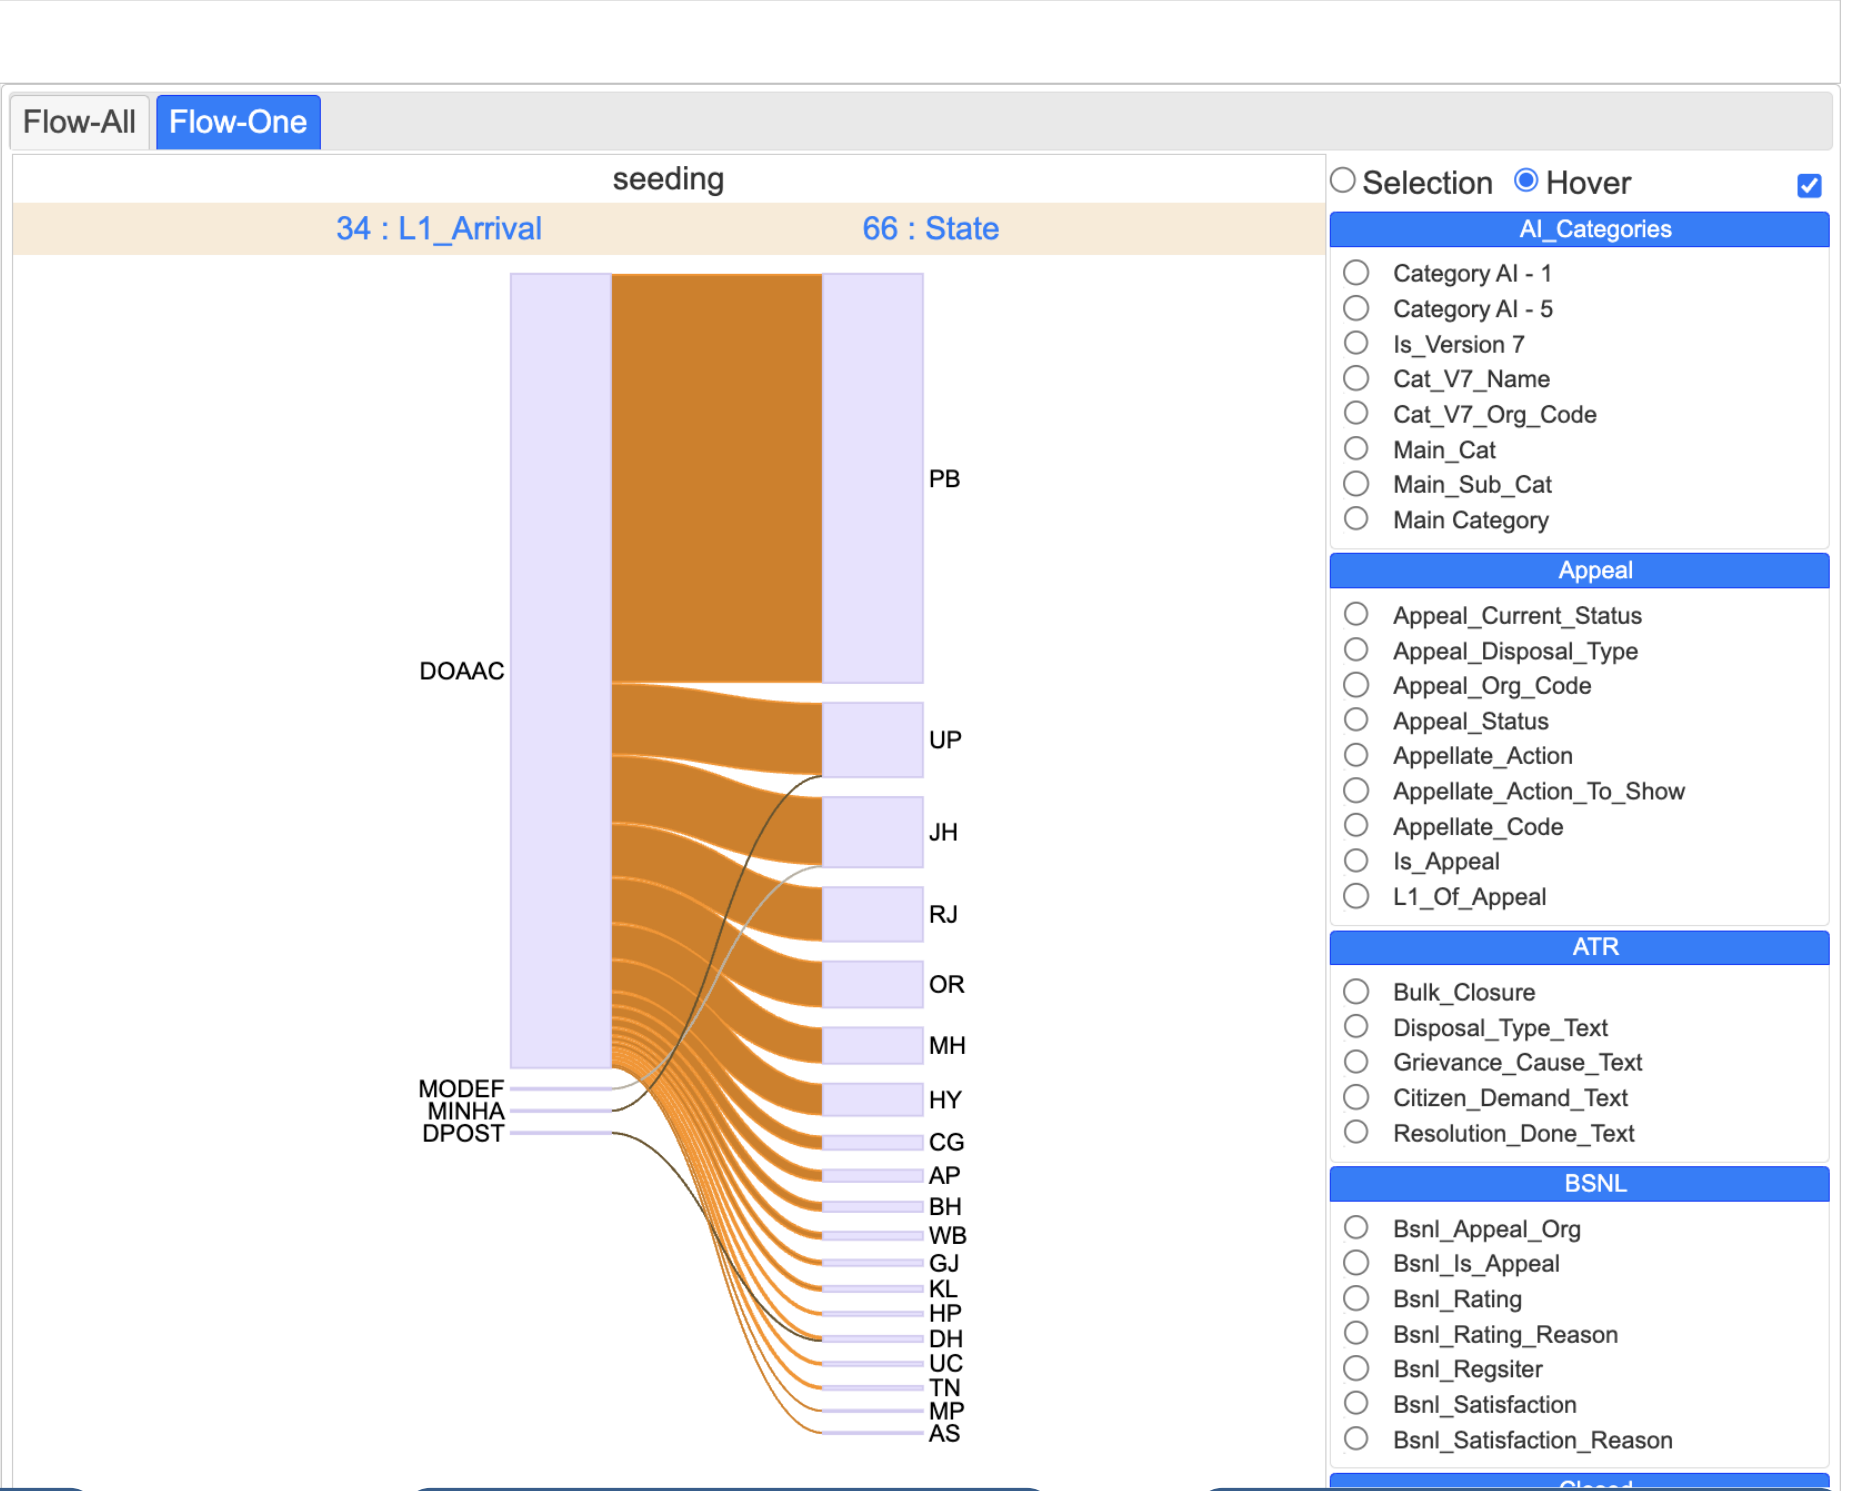 Flow-All
Flow-One
seeding
34 : L1_Arrival
66 : State
DOAAC
MODEF
MINHA
DPOST
PB
UP
JH
RJ
OR
MH
HY
CG
AP
BH
WB
GJ
KL
HP
DH
UC
TN
MP
AS
Selection
Hover
AI_Categories
Category AI - 1
Category AI - 5
Is_Version 7
Cat_V7_Name
Cat_V7_Org_Code
Main_Cat
Main_Sub_Cat
Main Category
Appeal
Appeal_Current_Status
Appeal_Disposal_Type
Appeal_Org_Code
Appeal_Status
Appellate_Action
Appellate_Action_To_Show
Appellate_Code
Is_Appeal
L1_Of_Appeal
ATR
Bulk_Closure
Disposal_Type_Text
Grievance_Cause_Text
Citizen_Demand_Text
Resolution_Done_Text
BSNL
Bsnl_Appeal_Org
Bsnl_Is_Appeal
Bsnl_Rating
Bsnl_Rating_Reason
Bsnl_Regsiter
Bsnl_Satisfaction
Bsnl_Satisfaction_Reason